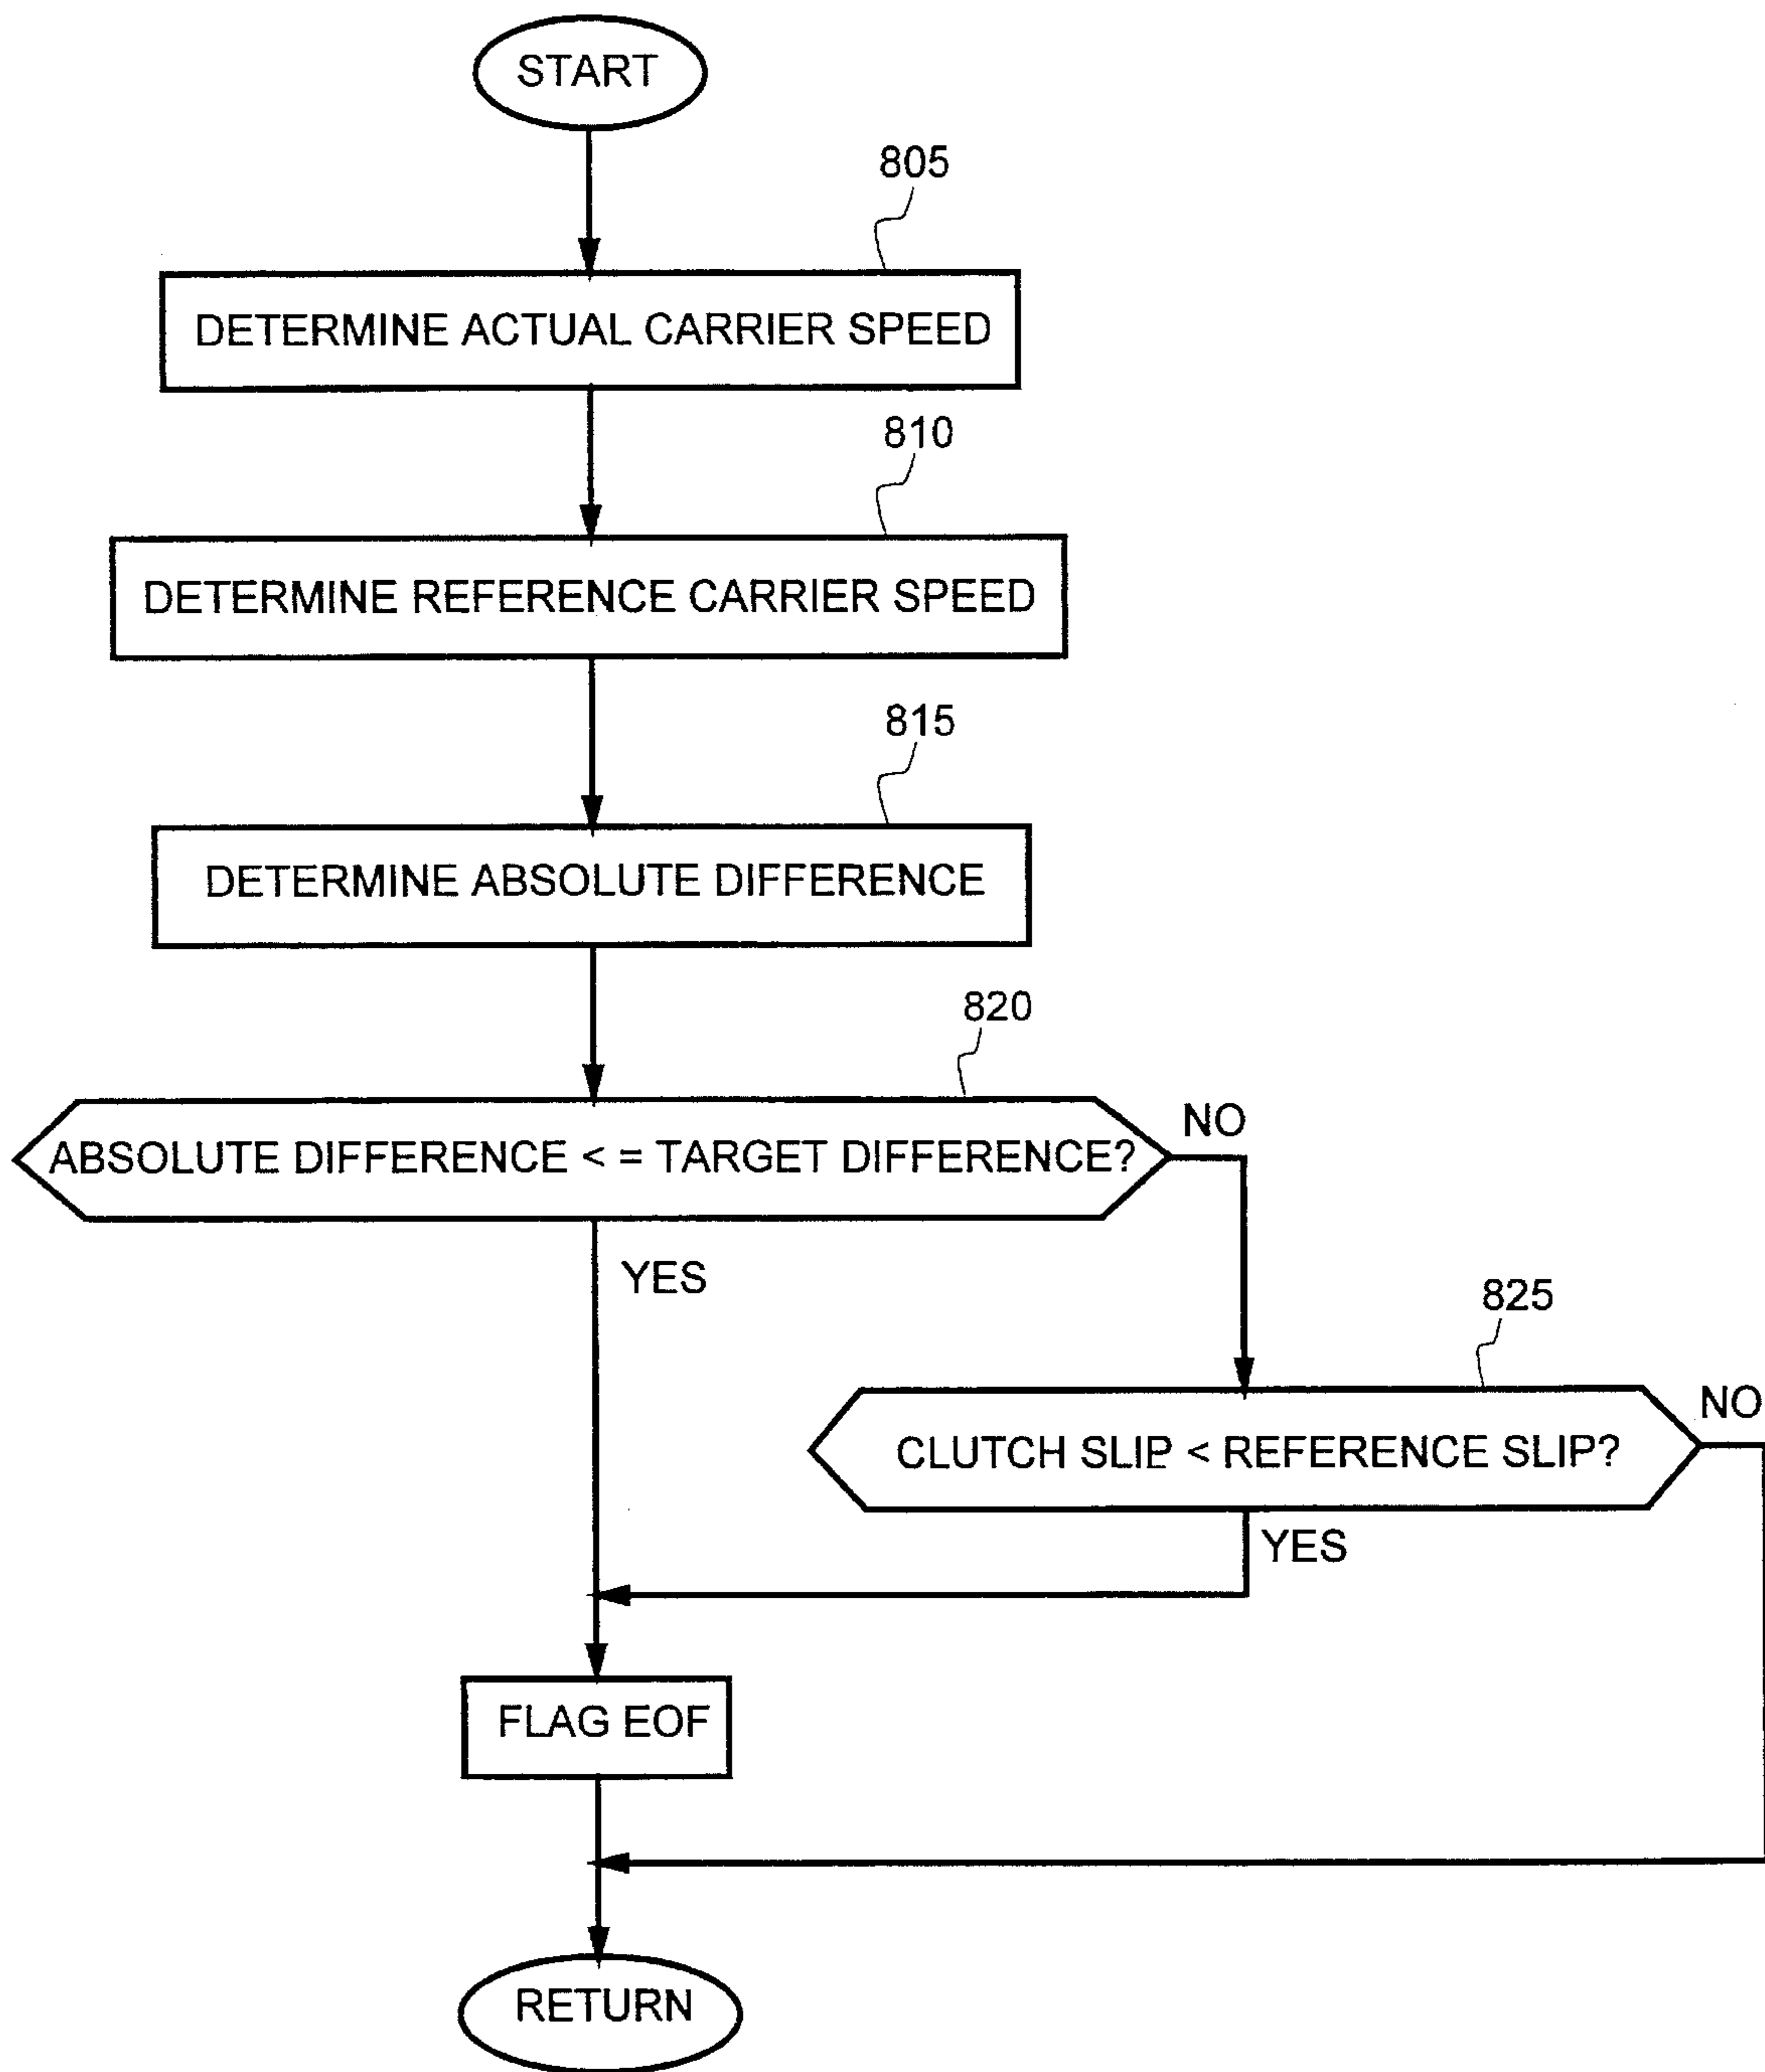 START
805
DETERMINE ACTUAL CARRIER SPEED
810
DETERMINE REFERENCE CARRIER SPEED
815
DETERMINE ABSOLUTE DIFFERENCE
820
ABSOLUTE DIFFERENCE < = TARGET DIFFERENCE?
NO
YES
825
CLUTCH SLIP < REFERENCE SLIP?
NO
YES
FLAG EOF
RETURN